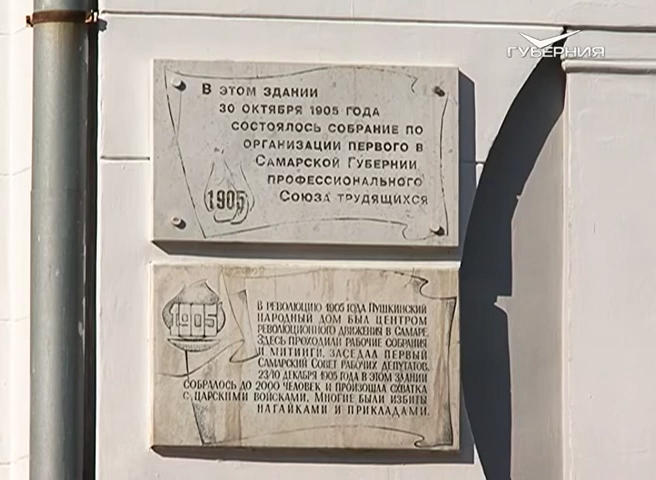 ГУБЕРНИЯ
В этом здании
30 октября 1905 года
состоялось собрание по
организации первого в
Самарской Губернии
профессионального
Союза трудящихся
1905
В революцию 1905 года Пушкинский
народный дом был центром
революционного движения в Самаре.
Здесь проходили рабочие собрания
и митинги, заседал первый
Самарский Совет рабочих депутатов.
23/10 декабря 1905 года в этом здании
собралось до 2000 человек и произошла схватка
с царскими войсками. Многие были избиты
нагайками и прикладами.
1905